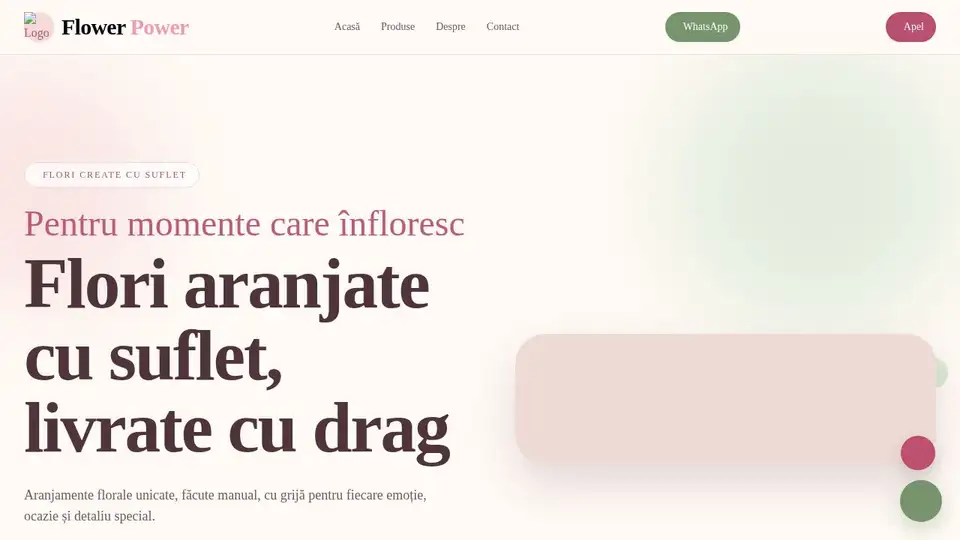 Logo
Flower Power
Acasă
Produse
Despre
Contact
WhatsApp
Apel
FLORI CREATE CU SUFLET
Pentru momente care înfloresc
Flori aranjate
cu suflet,
livrate cu drag
Aranjamente florale unicate, făcute manual, cu grijă pentru fiecare emoție,
ocazie și detaliu special.